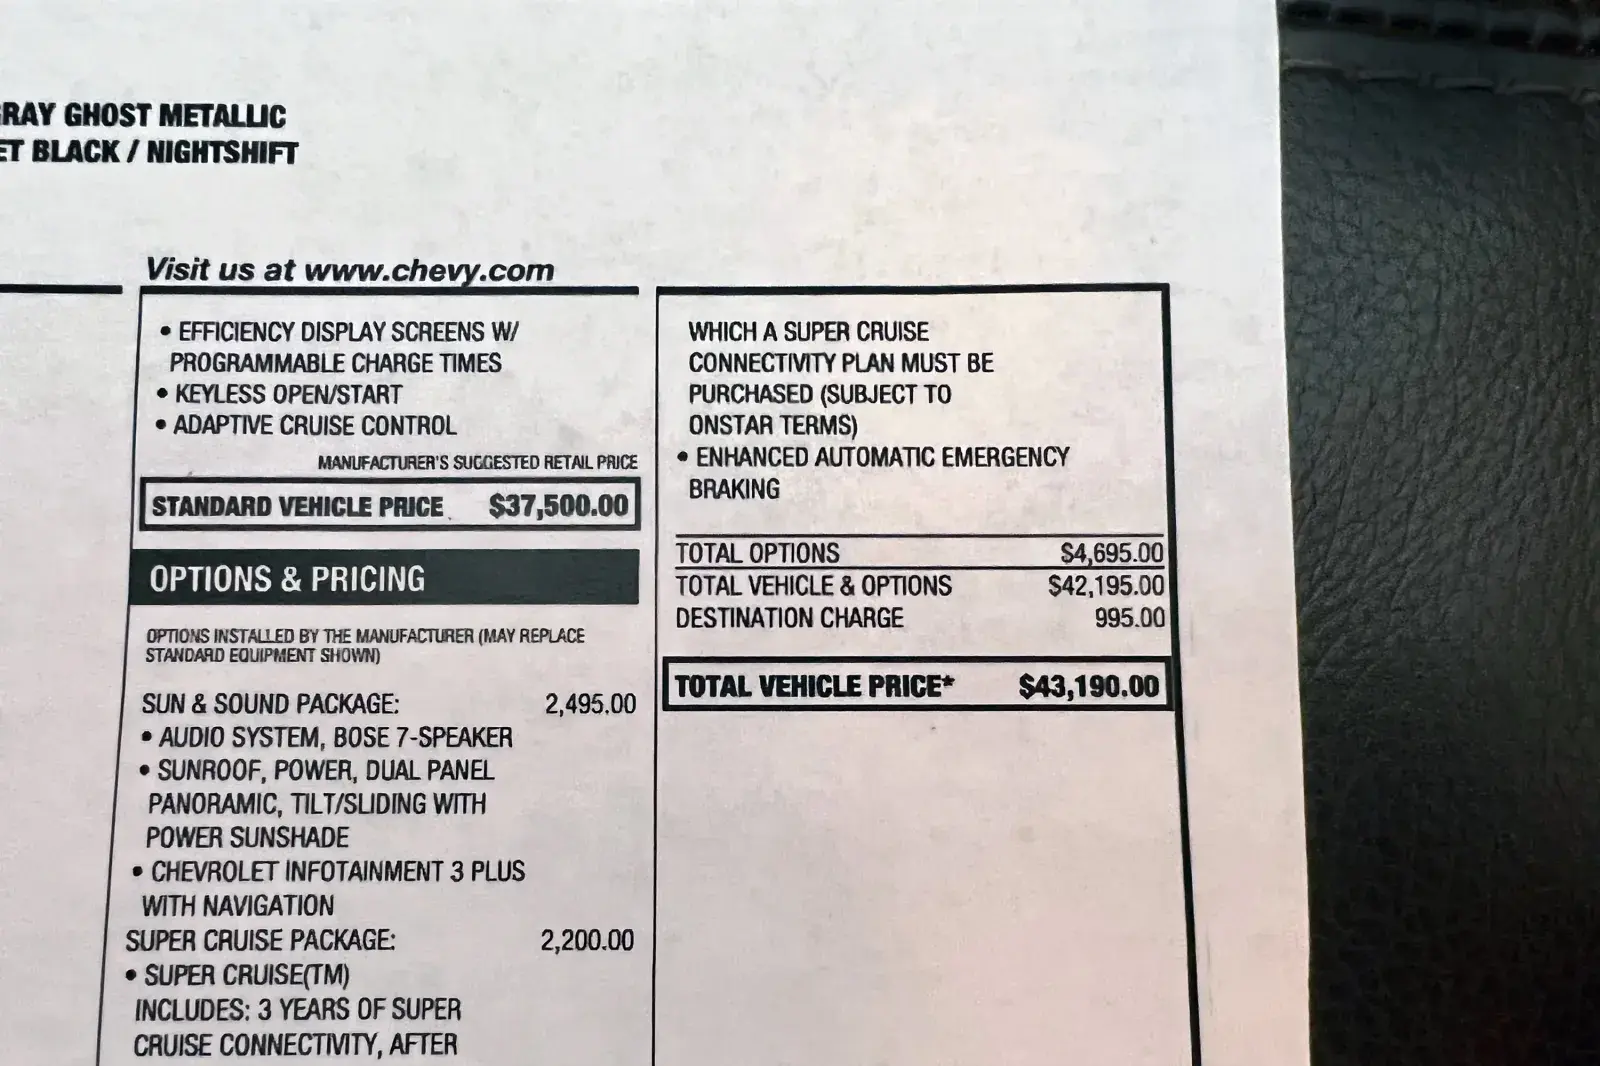 GHOST METALLIC
BLACK / NIGHTSHIFT
Visit us at www.chevy.com
• EFFICIENCY DISPLAY SCREENS W/
PROGRAMMABLE CHARGE TIMES
• KEYLESS OPEN/START
• ADAPTIVE CRUISE CONTROL
MANUFACTURER'S SUGGESTED RETAIL PRICE
STANDARD VEHICLE PRICE $37,500.00
OPTIONS & PRICING
OPTIONS INSTALLED BY THE MANUFACTURER (MAY REPLACE
STANDARD EQUIPMENT SHOWN)
SUN & SOUND PACKAGE: 2,495.00
• AUDIO SYSTEM, BOSE 7-SPEAKER
• SUNROOF, POWER, DUAL PANEL
PANORAMIC, TILT/SLIDING WITH
POWER SUNSHADE
• CHEVROLET INFOTAINMENT 3 PLUS
WITH NAVIGATION
SUPER CRUISE PACKAGE: 2,200.00
• SUPER CRUISE(TM)
INCLUDES: 3 YEARS OF SUPER
CRUISE CONNECTIVITY, AFTER
WHICH A SUPER CRUISE
CONNECTIVITY PLAN MUST BE
PURCHASED (SUBJECT TO
ONSTAR TERMS)
• ENHANCED AUTOMATIC EMERGENCY
BRAKING
TOTAL OPTIONS $4,695.00
TOTAL VEHICLE & OPTIONS $42,195.00
DESTINATION CHARGE 995.00
TOTAL VEHICLE PRICE* $43,190.00